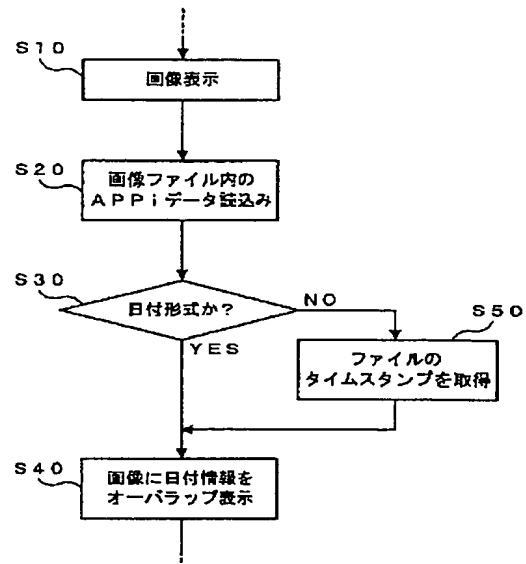 S10
画像表示
S20
画像ファイル内の
APPiデータ読込み
S30
日付形式か?
NO
YES
S50
ファイルの
タイムスタンプを取得
S40
画像に日付情報を
オーバラップ表示